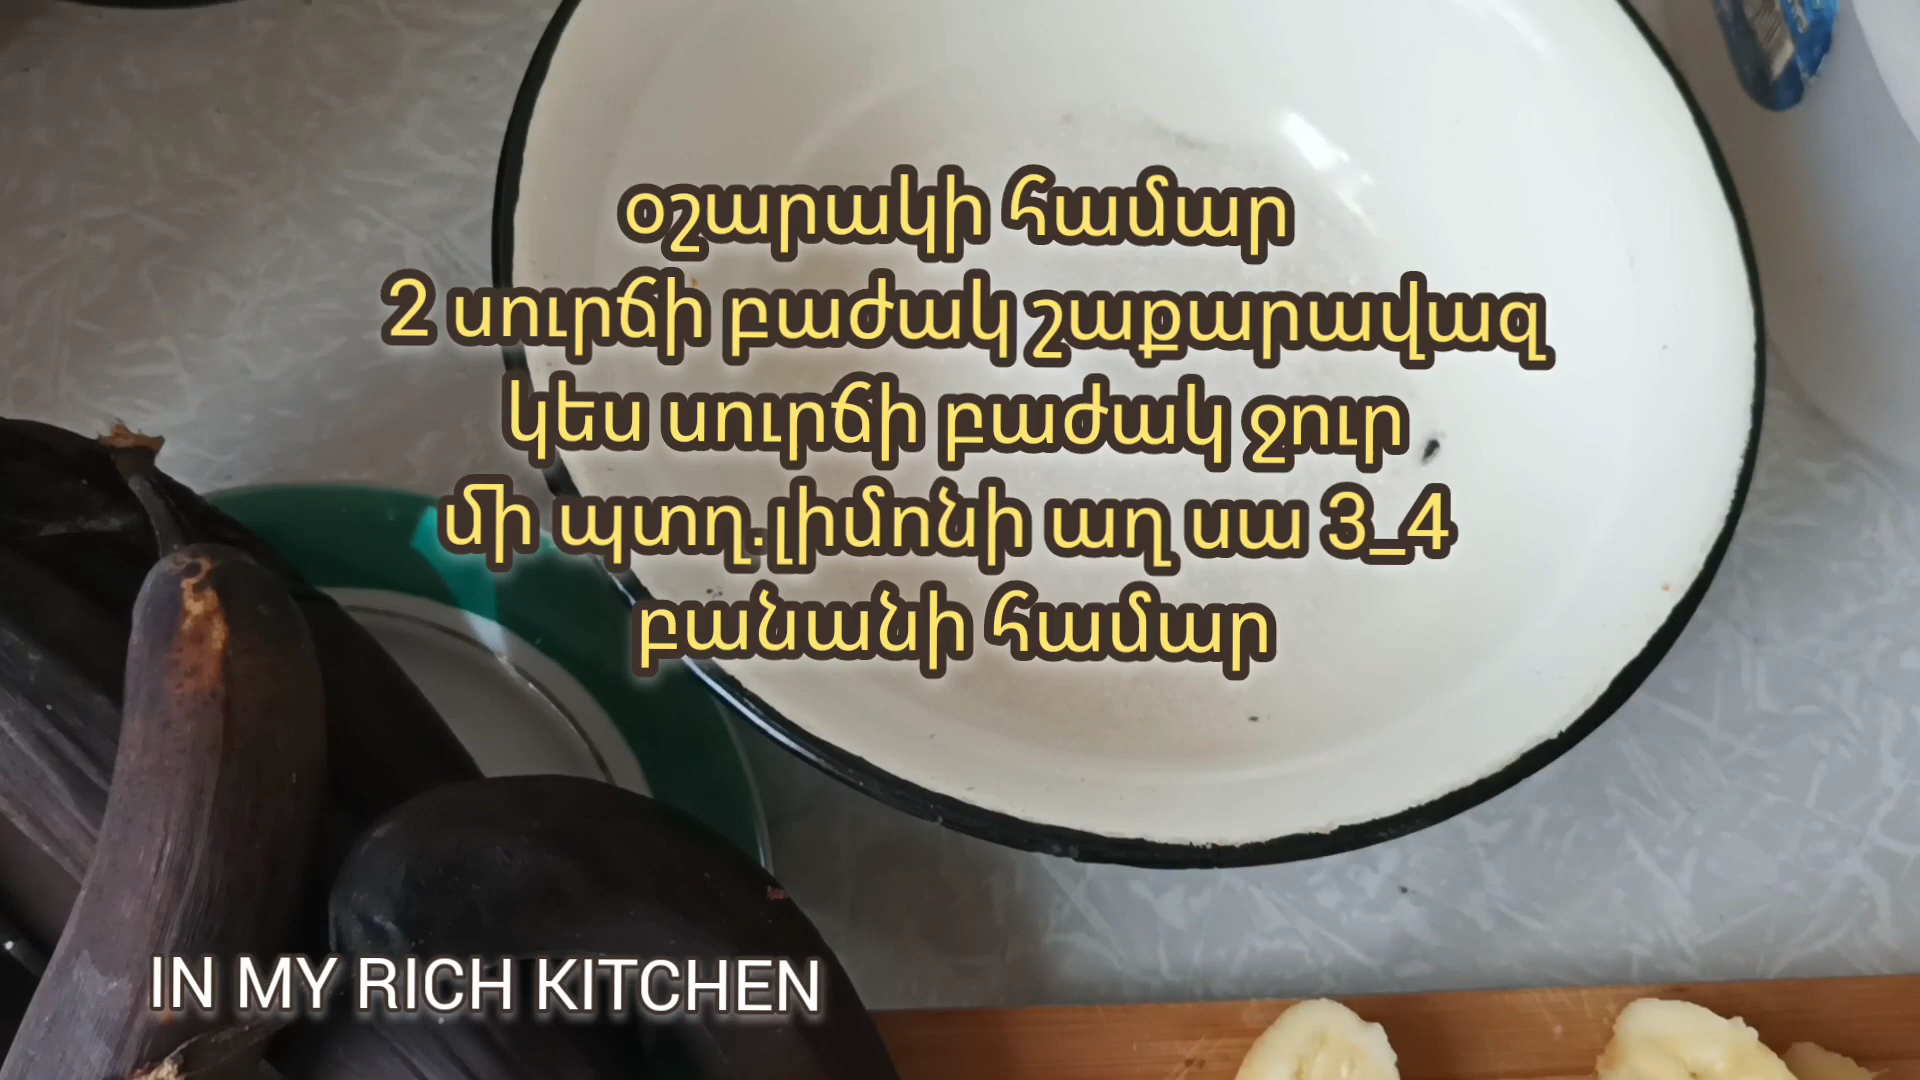 օշարակի համար
2 սուրճի բաժակ շաքարավազ
կես սուրճի բաժակ ջուր
մի պտղ.լիմոնի աղ սա 3_4
բանանի համար
IN MY RICH KITCHEN